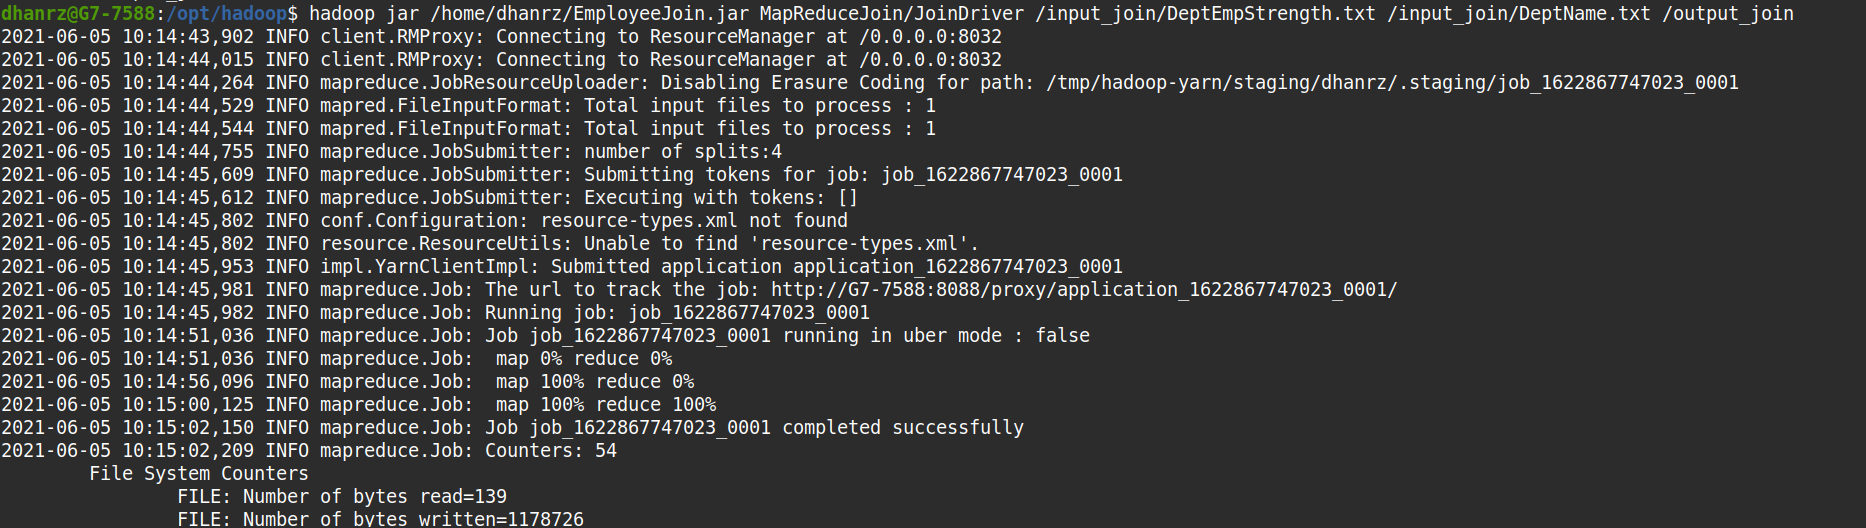 dhanrz@G7-7588:/opt/hadoop$ hadoop jar /home/dhanrz/EmployeeJoin.jar MapReduceJoin/JoinDriver /input_join/DeptEmpStrength.txt /input_join/DeptName.txt /output_join
2021-06-05 10:14:43,902 INFO client.RMProxy: Connecting to ResourceManager at /0.0.0.0:8032
2021-06-05 10:14:44,015 INFO client.RMProxy: Connecting to ResourceManager at /0.0.0.0:8032
2021-06-05 10:14:44,264 INFO mapreduce.JobResourceUploader: Disabling Erasure Coding for path: /tmp/hadoop-yarn/staging/dhanrz/.staging/job_1622867747023_0001
2021-06-05 10:14:44,529 INFO mapred.FileInputFormat: Total input files to process : 1
2021-06-05 10:14:44,544 INFO mapred.FileInputFormat: Total input files to process : 1
2021-06-05 10:14:44,755 INFO mapreduce.JobSubmitter: number of splits:4
2021-06-05 10:14:45,609 INFO mapreduce.JobSubmitter: Submitting tokens for job: job_1622867747023_0001
2021-06-05 10:14:45,612 INFO mapreduce.JobSubmitter: Executing with tokens: []
2021-06-05 10:14:45,802 INFO conf.Configuration: resource-types.xml not found
2021-06-05 10:14:45,802 INFO resource.ResourceUtils: Unable to find 'resource-types.xml'.
2021-06-05 10:14:45,953 INFO impl.YarnClientImpl: Submitted application application_1622867747023_0001
2021-06-05 10:14:45,981 INFO mapreduce.Job: The url to track the job: http://G7-7588:8088/proxy/application_1622867747023_0001/
2021-06-05 10:14:45,982 INFO mapreduce.Job: Running job: job_1622867747023_0001
2021-06-05 10:14:51,036 INFO mapreduce.Job: Job job_1622867747023_0001 running in uber mode : false
2021-06-05 10:14:51,036 INFO mapreduce.Job:  map 0% reduce 0%
2021-06-05 10:14:56,096 INFO mapreduce.Job:  map 100% reduce 0%
2021-06-05 10:15:00,125 INFO mapreduce.Job:  map 100% reduce 100%
2021-06-05 10:15:02,150 INFO mapreduce.Job: Job job_1622867747023_0001 completed successfully
2021-06-05 10:15:02,209 INFO mapreduce.Job: Counters: 54
File System Counters
FILE: Number of bytes read=139
FILE: Number of bytes written=1178726